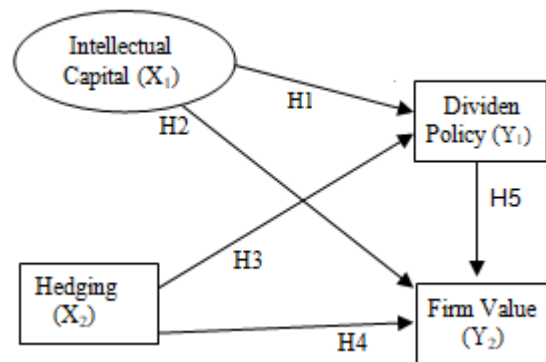 Intellectual
Capital (X₁)
H1
H2
Dividen
Policy (Y₁)
H5
H3
Hedging
(X₂)
H4
Firm Value
(Y₂)